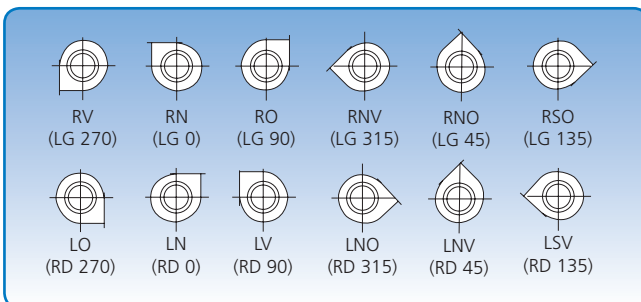 RV RN RO RNV RNO RSO
(LG 270) (LG 0) (LG 90) (LG 315) (LG 45) (LG 135)
LO LN LV LNO LNV LSV
(RD 270) (RD 0) (RD 90) (RD 315) (RD 45) (RD 135)